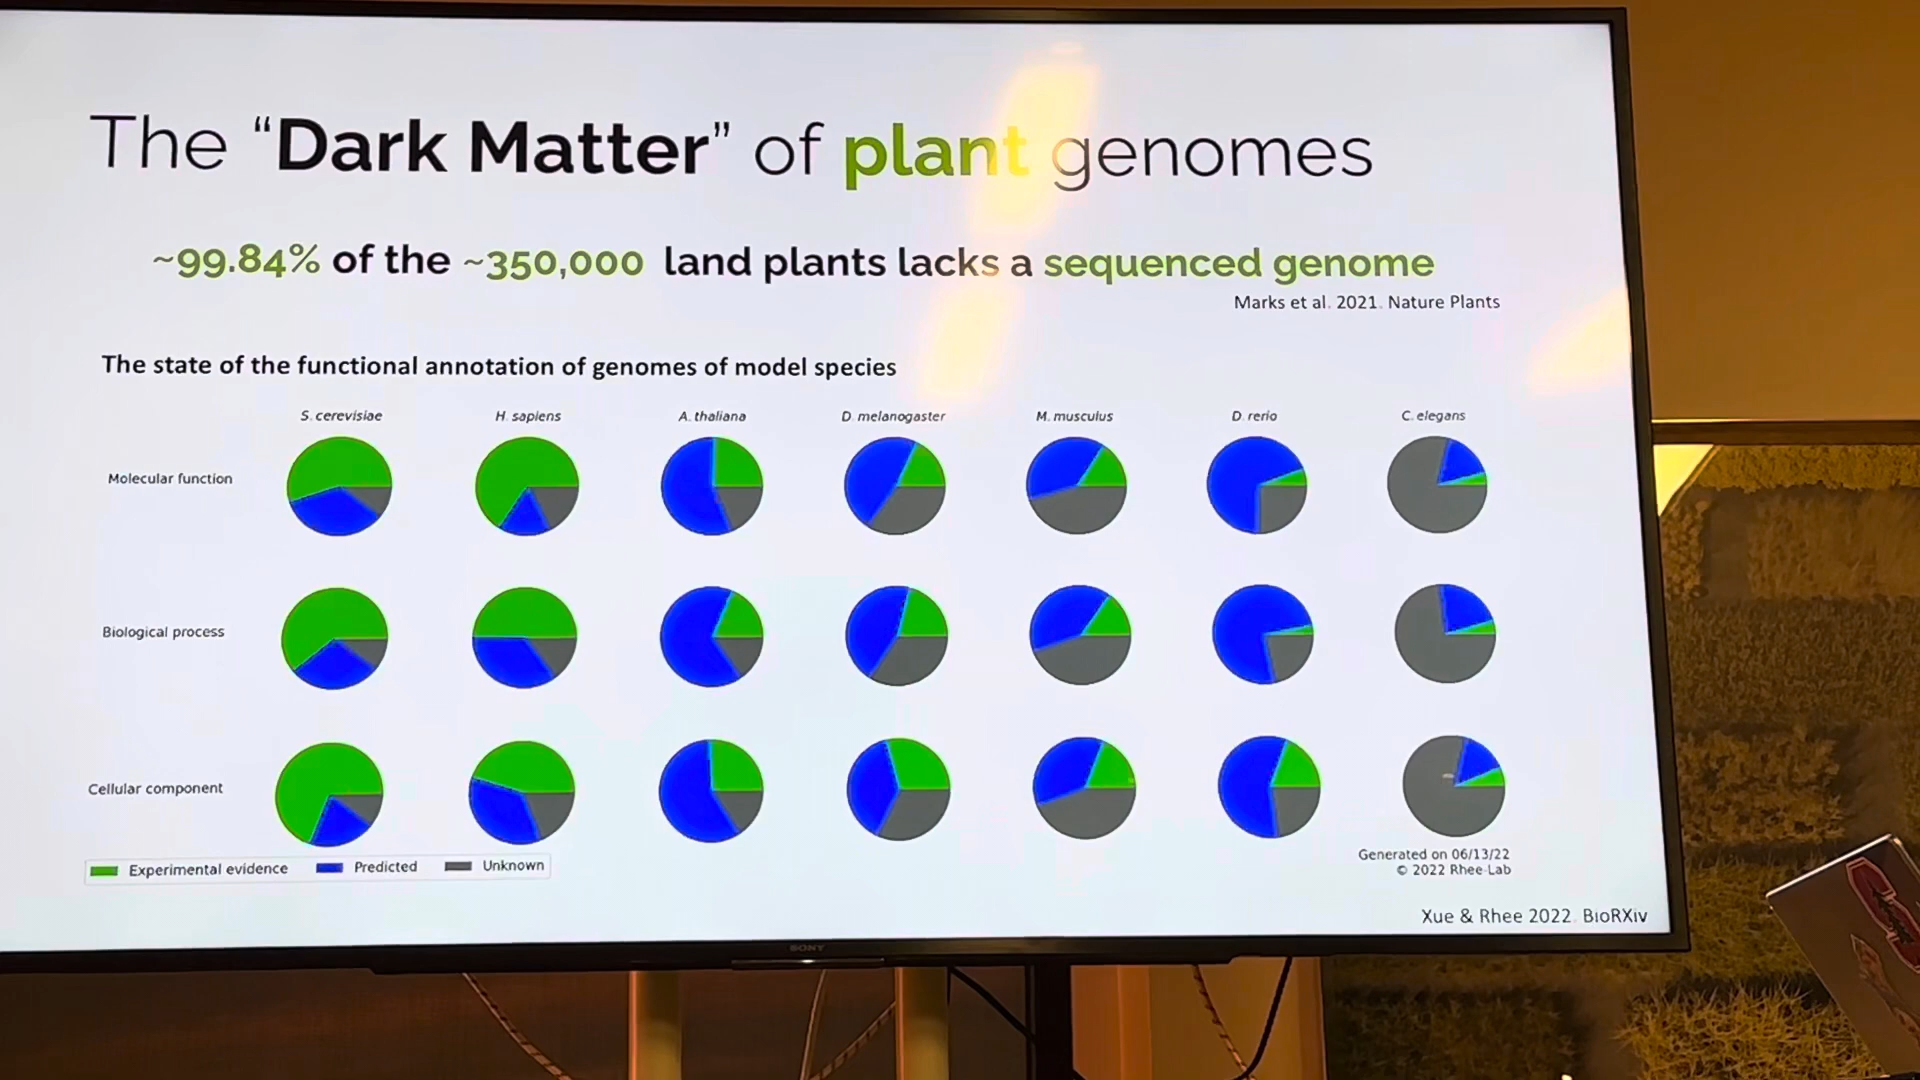 The “Dark Matter” of plant genomes
~99.84% of the ~350,000 land plants lacks a sequenced genome
Marks et al. 2021. Nature Plants
The state of the functional annotation of genomes of model species
S. cerevisiae H. sapiens A. thaliana D. melanogaster M. musculus D. rerio C. elegans
Molecular function
Biological process
Cellular component
Experimental evidence Predicted Unknown
Generated on 06/13/22
© 2022 Rhee Lab
Xue & Rhee 2022. BioRXiv
SONY